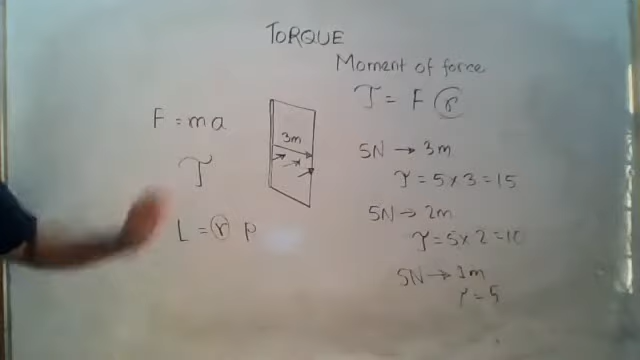 TORQUE
Moment of force
τ = F r
F = ma
3m
τ
L = r p
5N → 3m
τ = 5 × 3 = 15
5N → 2m
τ = 5 × 2 = 10
5N → 1m
τ = 5